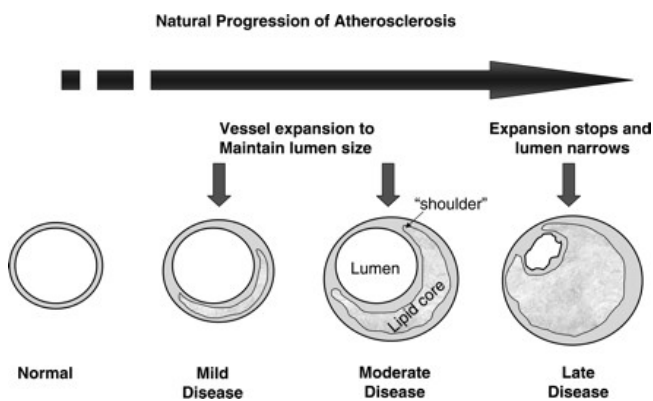 Natural Progression of Atherosclerosis
Vessel expansion to
Maintain lumen size
Expansion stops and
lumen narrows
"shoulder"
Lumen
Lipid core
Normal
Mild
Disease
Moderate
Disease
Late
Disease